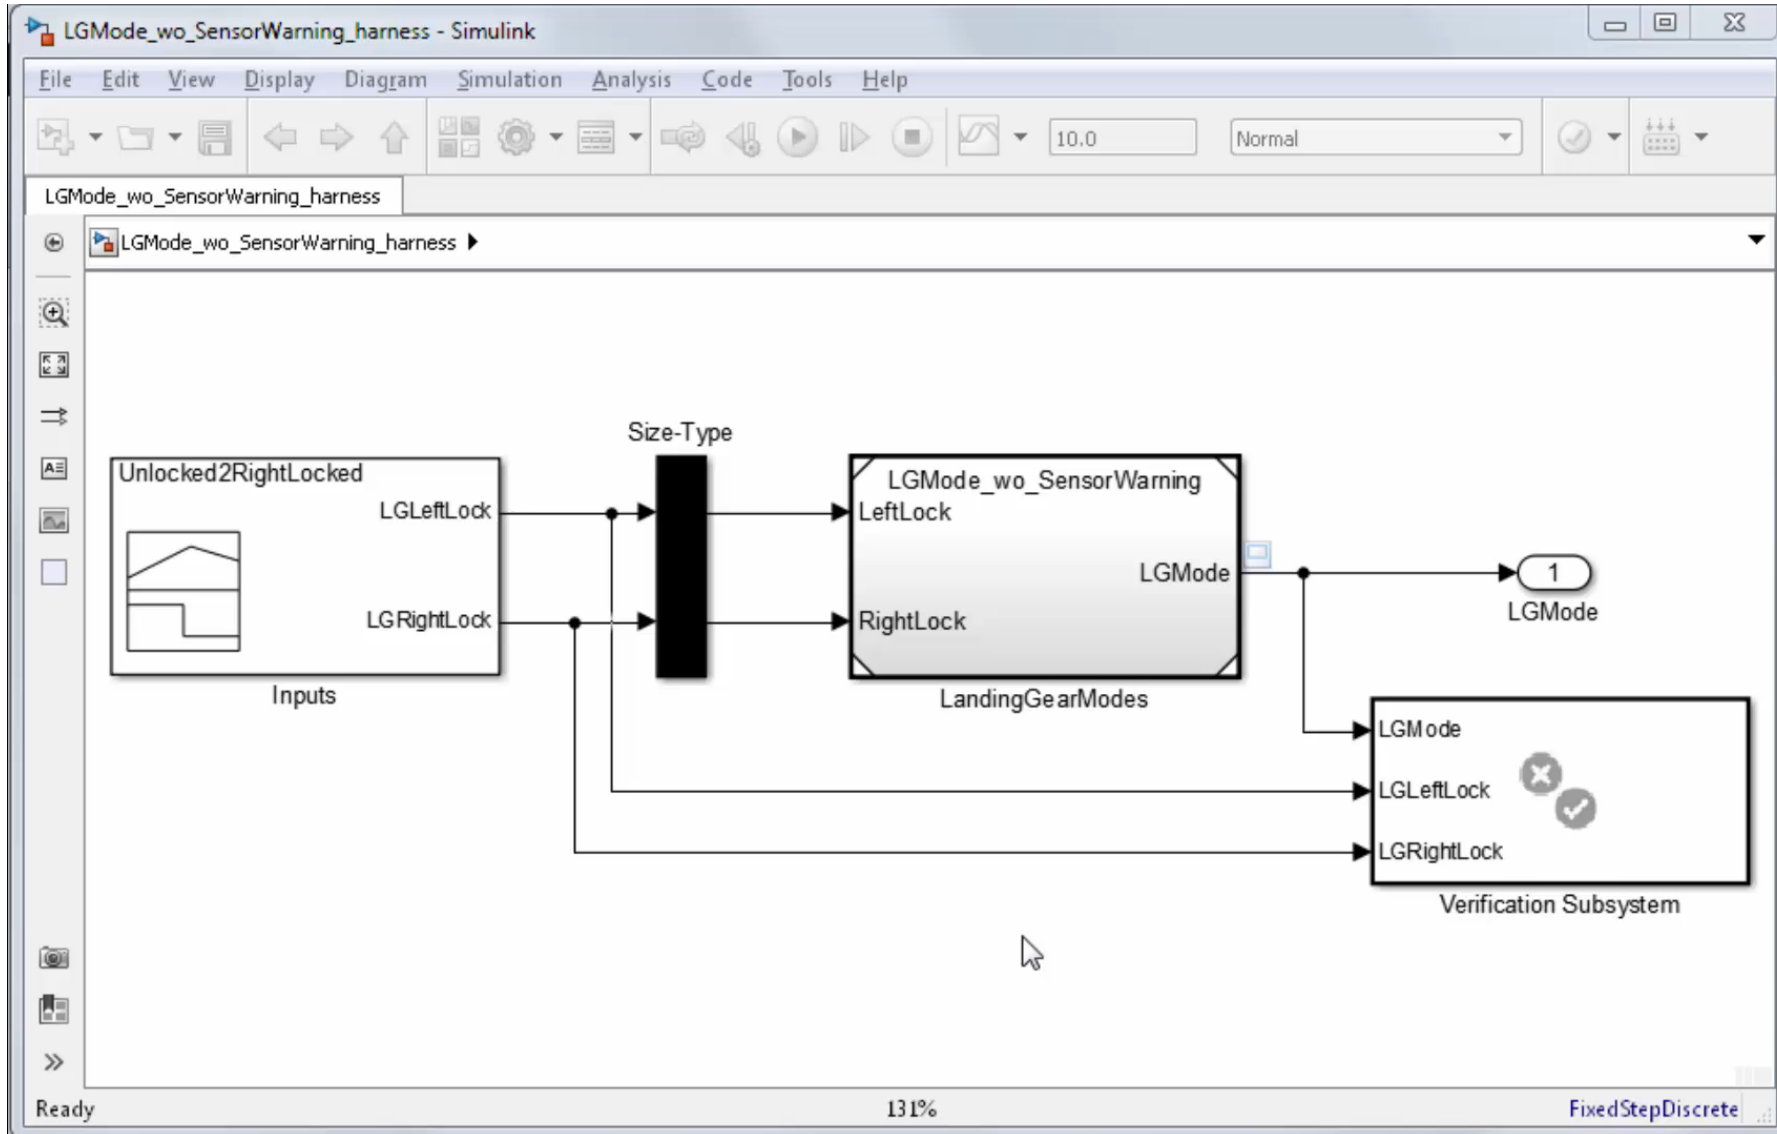 LGMode_wo_SensorWarning_harness - Simulink
File Edit View Display Diagram Simulation Analysis Code Tools Help
10.0 Normal
LGMode_wo_SensorWarning_harness
LGMode_wo_SensorWarning_harness
Size-Type
Unlocked2RightLocked
LGLeftLock
LGRightLock
Inputs
LGMode_wo_SensorWarning
LeftLock
LGMode
RightLock
LandingGearModes
1
LGMode
LGMode
LGLeftLock
LGRightLock
Verification Subsystem
Ready 131% FixedStepDiscrete